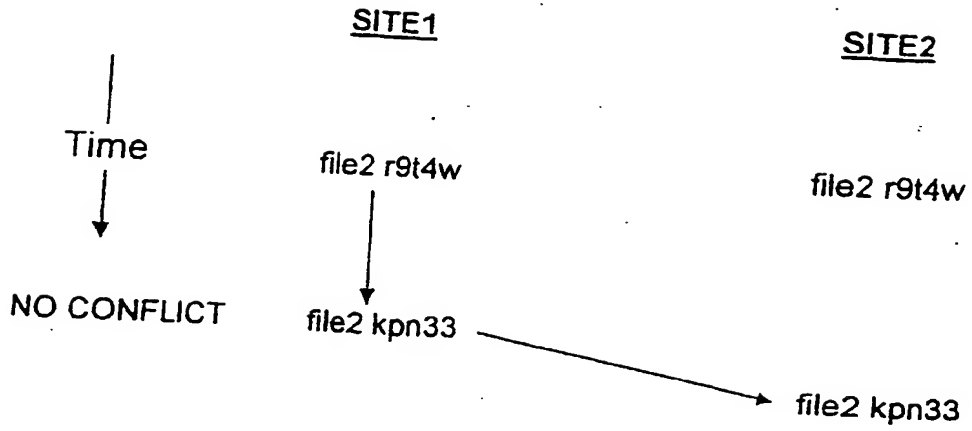 SITE1
SITE2
Time
file2 r9t4w
file2 r9t4w
NO CONFLICT
file2 kpn33
file2 kpn33